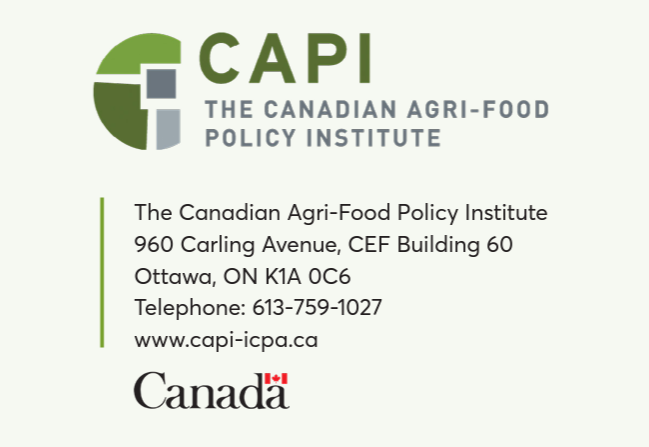 CAPI
THE CANADIAN AGRI-FOOD
POLICY INSTITUTE
The Canadian Agri-Food Policy Institute
960 Carling Avenue, CEF Building 60
Ottawa, ON K1A 0C6
Telephone: 613-759-1027
www.capi-icpa.ca
Canada